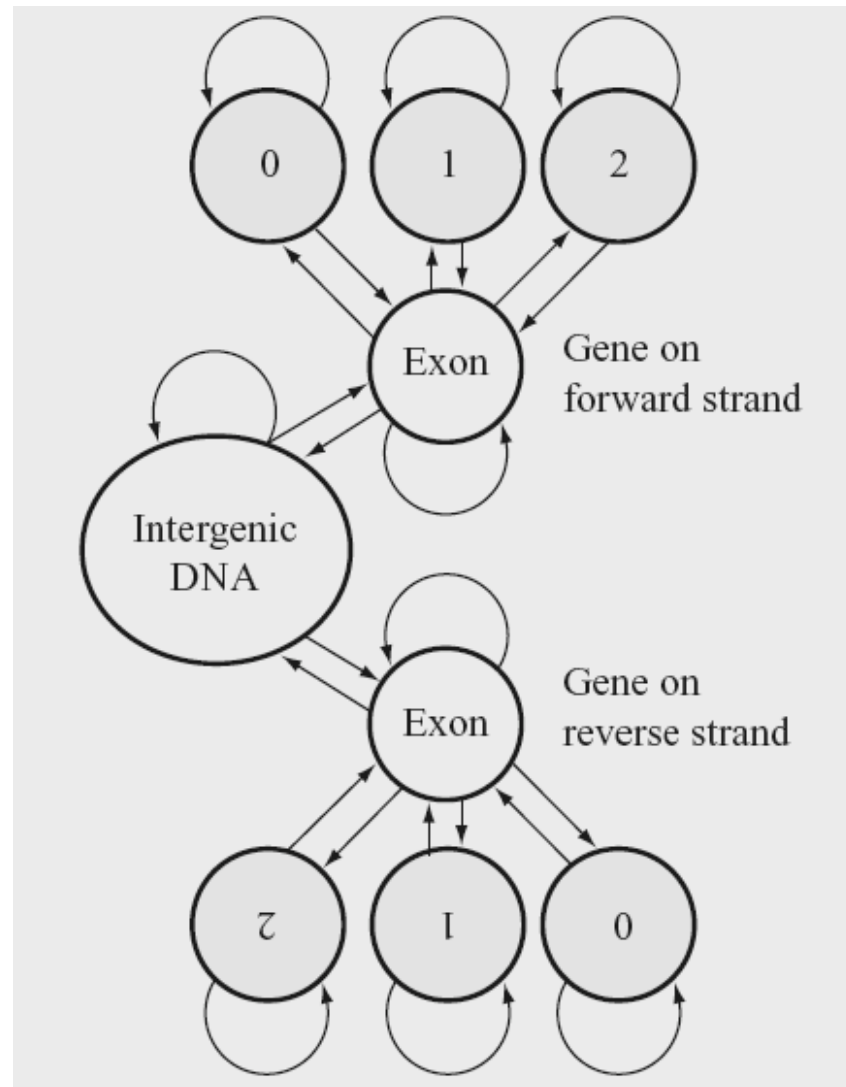 0 1 2
Exon
Gene on
forward strand
Intergenic
DNA
Exon
Gene on
reverse strand
2 1 0